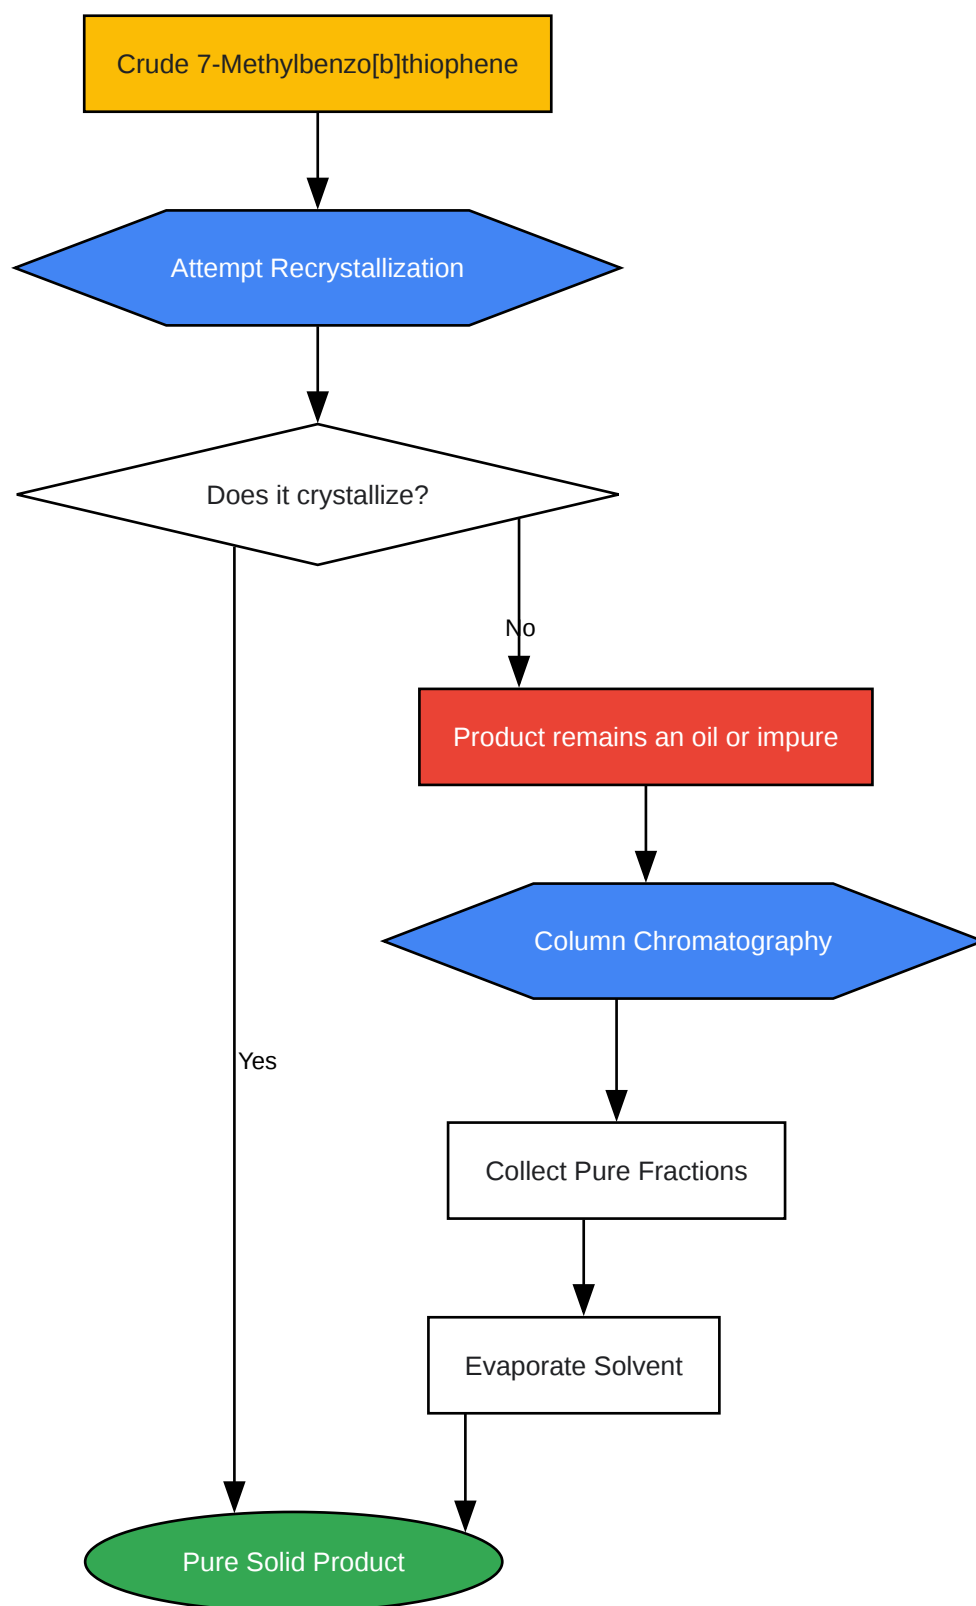 Crude 7-Methylbenzo[b]thiophene
Attempt Recrystallization
Does it crystallize?
No
Product remains an oil or impure
Column Chromatography
Yes
Collect Pure Fractions
Evaporate Solvent
Pure Solid Product